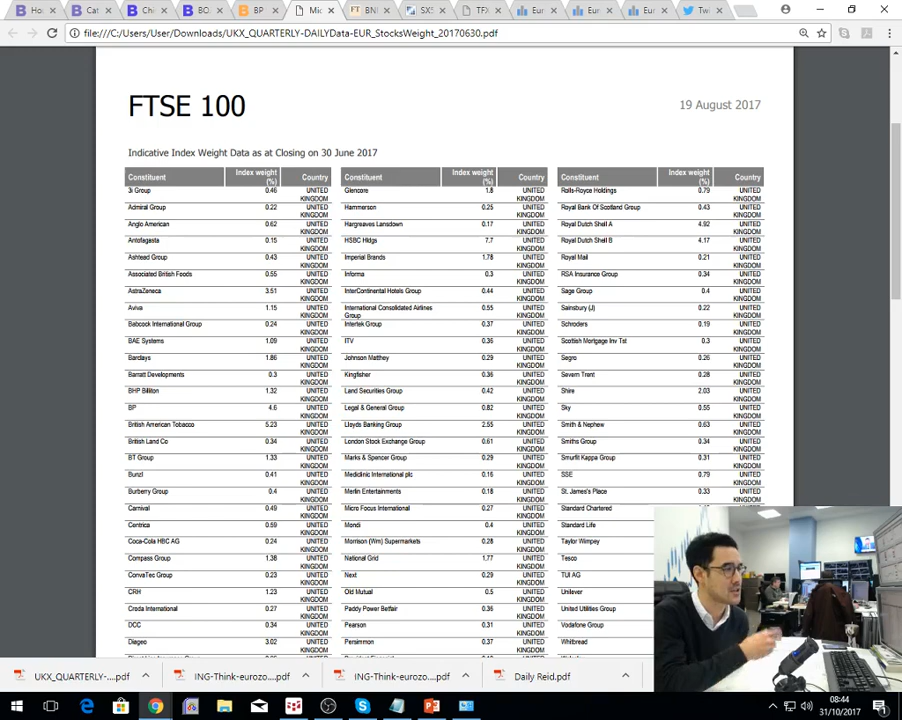 Ho
Cat
Chi
BO
BP
Mic
BNI
SX5
TFX
Eur
Eur
Eur
Twi
file:///C:/Users/User/Downloads/UKX_QUARTERLY-DAILYData-EUR_StocksWeight_20170630.pdf
FTSE 100
19 August 2017
Indicative Index Weight Data as at Closing on 30 June 2017
Constituent Index weight (%) Country Constituent Index weight (%) Country Constituent Index weight (%) Country
3i Group 0.46 UNITED KINGDOM Glencore 1.8 UNITED KINGDOM Rolls-Royce Holdings 0.79 UNITED KINGDOM
Admiral Group 0.22 UNITED KINGDOM Hammerson 0.25 UNITED KINGDOM Royal Bank Of Scotland Group 0.43 UNITED KINGDOM
Anglo American 0.62 UNITED KINGDOM Hargreaves Lansdown 0.17 UNITED KINGDOM Royal Dutch Shell A 4.92 UNITED KINGDOM
Antofagasta 0.15 UNITED KINGDOM HSBC Hldgs 7.7 UNITED KINGDOM Royal Dutch Shell B 4.17 UNITED KINGDOM
Ashtead Group 0.43 UNITED KINGDOM Imperial Brands 1.78 UNITED KINGDOM Royal Mail 0.21 UNITED KINGDOM
Associated British Foods 0.55 UNITED KINGDOM Informa 0.3 UNITED KINGDOM RSA Insurance Group 0.34 UNITED KINGDOM
AstraZeneca 3.51 UNITED KINGDOM InterContinental Hotels Group 0.44 UNITED KINGDOM Sage Group 0.4 UNITED KINGDOM
Aviva 1.15 UNITED KINGDOM International Consolidated Airlines Group 0.55 UNITED KINGDOM Sainsbury (J) 0.22 UNITED KINGDOM
Babcock International Group 0.24 UNITED KINGDOM Intertek Group 0.37 UNITED KINGDOM Schroders 0.19 UNITED KINGDOM
BAE Systems 1.09 UNITED KINGDOM ITV 0.36 UNITED KINGDOM Scottish Mortgage Inv Tst 0.3 UNITED KINGDOM
Barclays 1.86 UNITED KINGDOM Johnson Matthey 0.29 UNITED KINGDOM Segro 0.26 UNITED KINGDOM
Barratt Developments 0.3 UNITED KINGDOM Kingfisher 0.36 UNITED KINGDOM Severn Trent 0.28 UNITED KINGDOM
BHP Billiton 1.32 UNITED KINGDOM Land Securities Group 0.42 UNITED KINGDOM Shire 2.03 UNITED KINGDOM
BP 4.6 UNITED KINGDOM Legal & General Group 0.82 UNITED KINGDOM Sky 0.55 UNITED KINGDOM
British American Tobacco 5.23 UNITED KINGDOM Lloyds Banking Group 2.55 UNITED KINGDOM Smith & Nephew 0.63 UNITED KINGDOM
British Land Co 0.34 UNITED KINGDOM London Stock Exchange Group 0.61 UNITED KINGDOM Smiths Group 0.34 UNITED KINGDOM
BT Group 1.33 UNITED KINGDOM Marks & Spencer Group 0.29 UNITED KINGDOM Smurfit Kappa Group 0.31 UNITED KINGDOM
Bunzl 0.41 UNITED KINGDOM Mediclinic International plc 0.16 UNITED KINGDOM SSE 0.79 UNITED KINGDOM
Burberry Group 0.4 UNITED KINGDOM Merlin Entertainments 0.18 UNITED KINGDOM St. James's Place 0.33 UNITED KINGDOM
Carnival 0.49 UNITED KINGDOM Micro Focus International 0.27 UNITED KINGDOM Standard Chartered
Centrica 0.59 UNITED KINGDOM Mondi 0.4 UNITED KINGDOM Standard Life
Coca-Cola HBC AG 0.24 UNITED KINGDOM Morrison (Wm) Supermarkets 0.28 UNITED KINGDOM Taylor Wimpey
Compass Group 1.38 UNITED KINGDOM National Grid 1.77 UNITED KINGDOM Tesco
ConvaTec Group 0.23 UNITED KINGDOM Next 0.29 UNITED KINGDOM TUI AG
CRH 1.23 UNITED KINGDOM Old Mutual 0.5 UNITED KINGDOM Unilever
Croda International 0.27 UNITED KINGDOM Paddy Power Betfair 0.36 UNITED KINGDOM United Utilities Group
DCC 0.34 UNITED KINGDOM Pearson 0.31 UNITED KINGDOM Vodafone Group
Diageo 3.02 UNITED KINGDOM Persimmon 0.37 UNITED KINGDOM Whitbread
UKX_QUARTERLY-....pdf
ING-Think-eurozo....pdf
ING-Think-eurozo....pdf
Daily Reid.pdf
08:44
31/10/2017